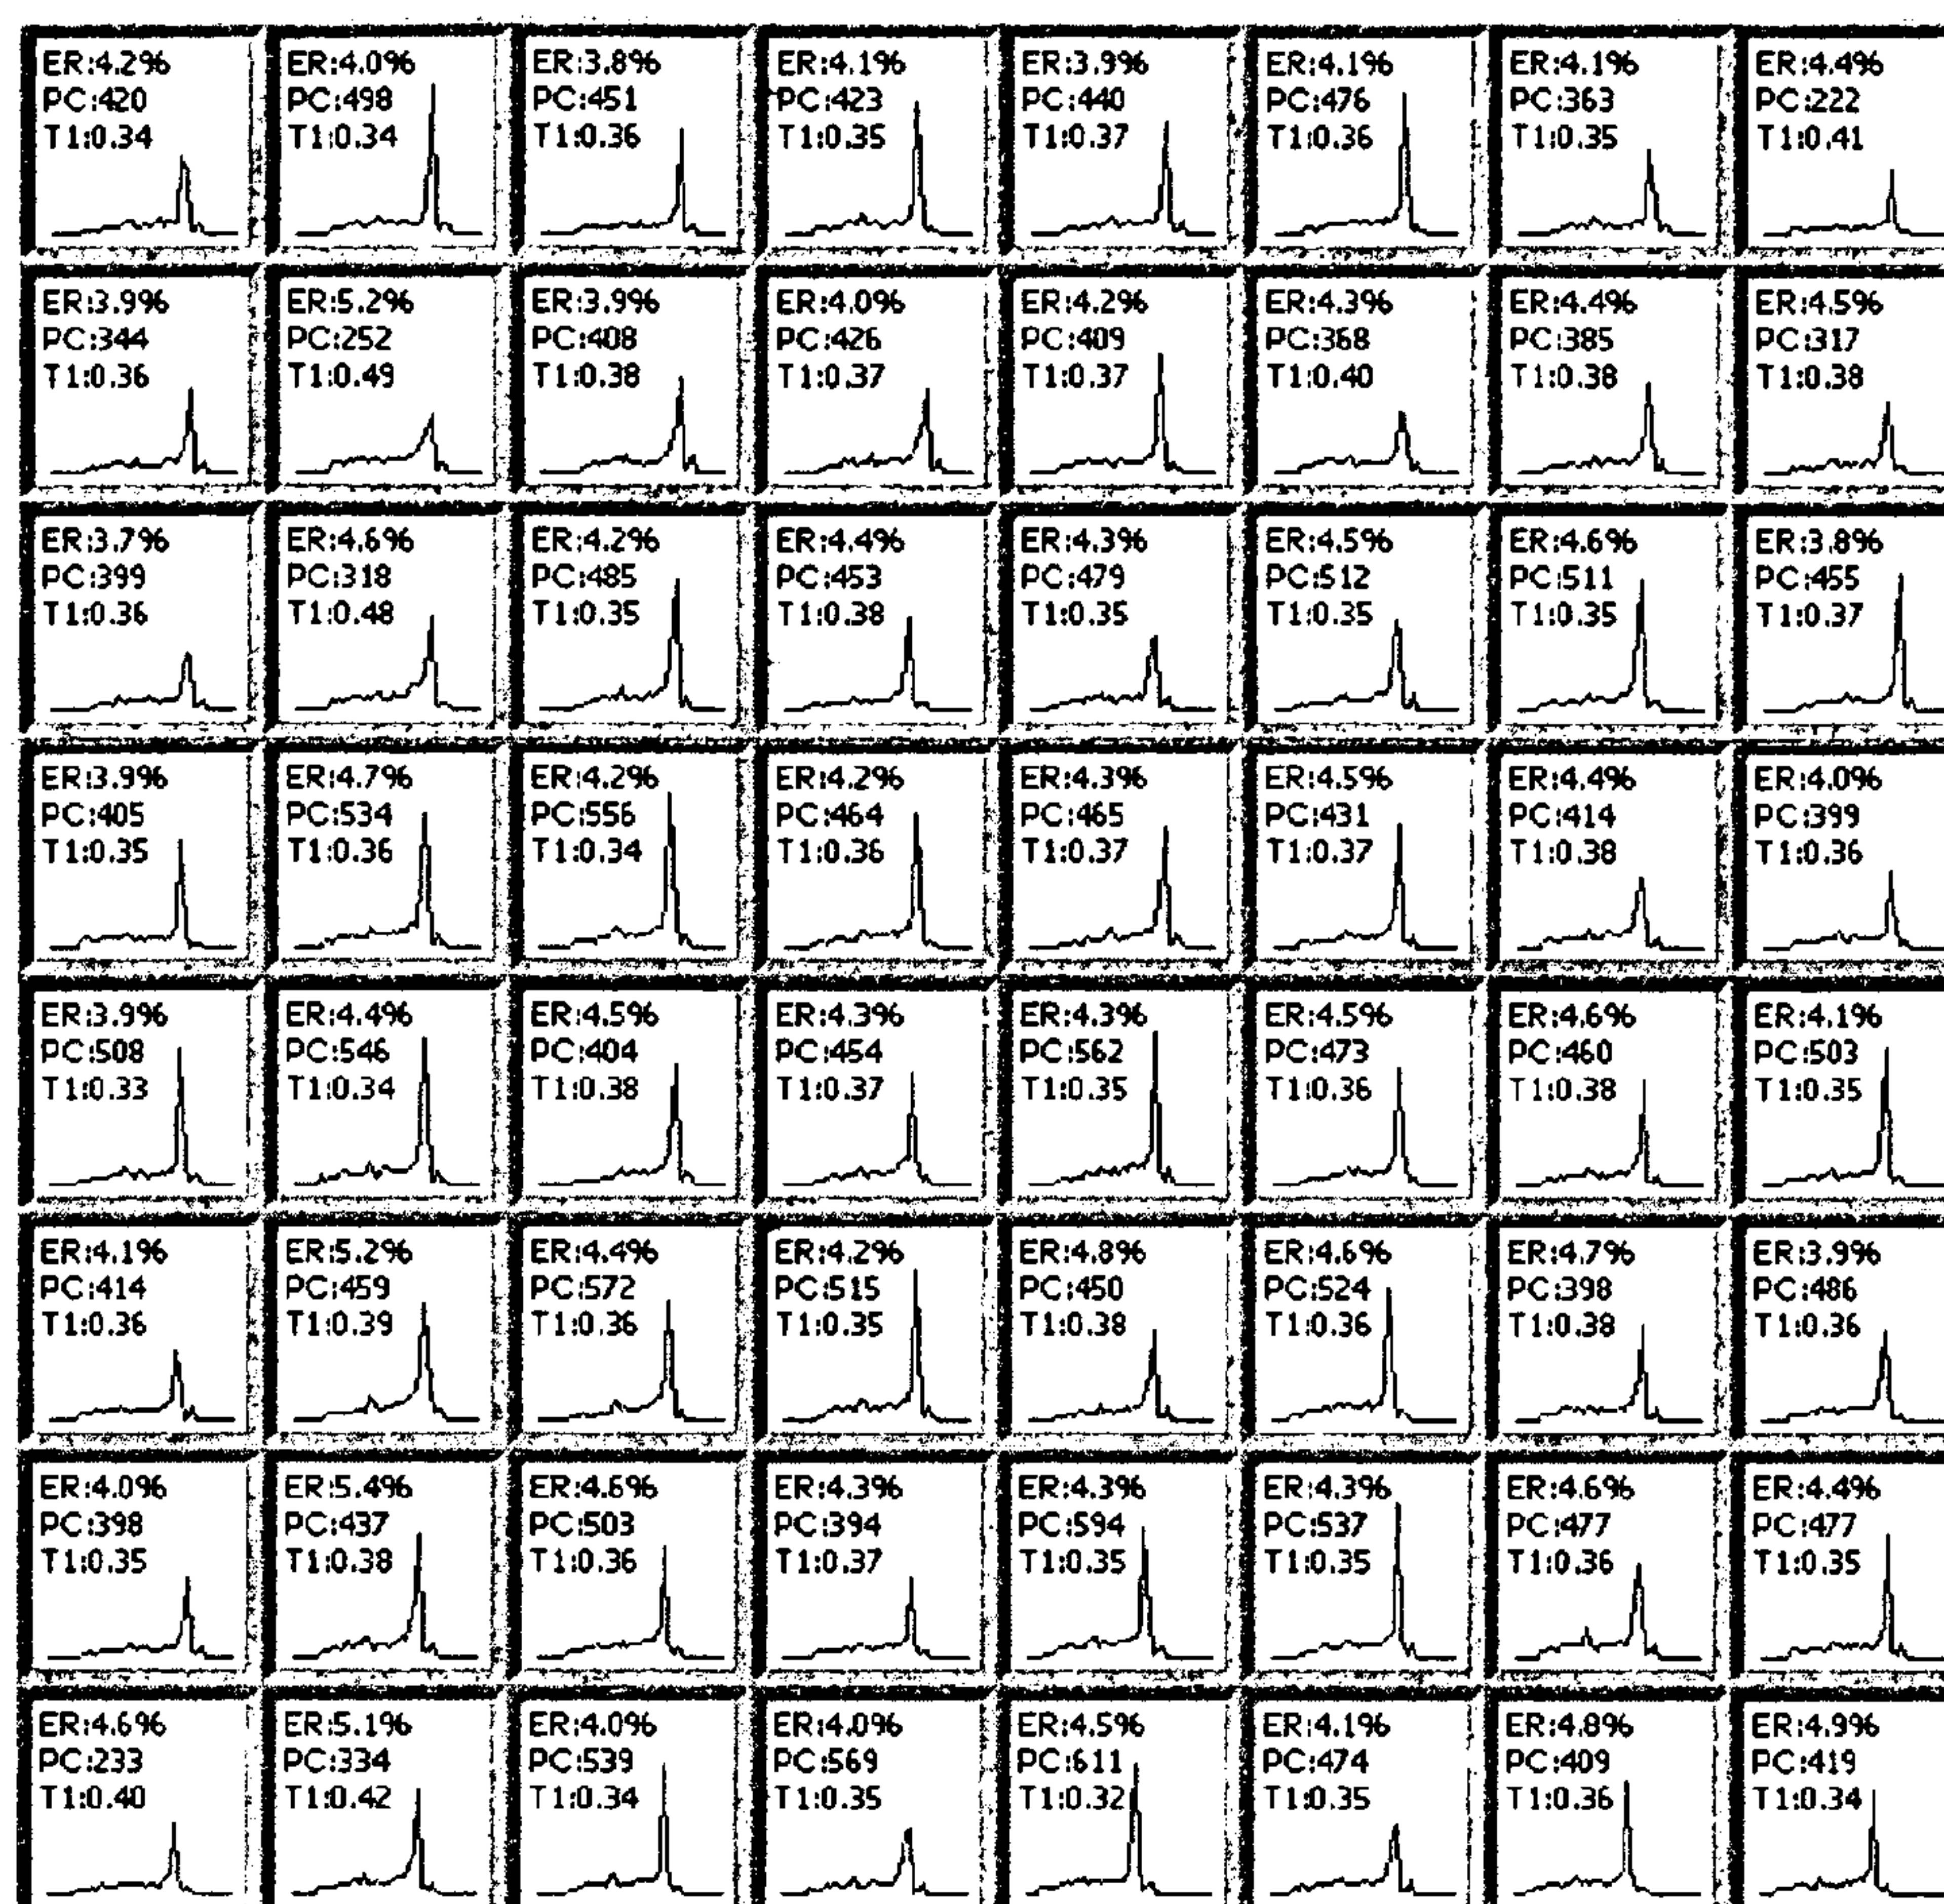 ER:4.2% ER:4.0% ER:3.8% ER:4.1% ER:3.9% ER:4.1% ER:4.1% ER:4.4%
PC:420 PC:498 PC:451 PC:423 PC:440 PC:476 PC:363 PC:222
T1:0.34 T1:0.34 T1:0.36 T1:0.35 T1:0.37 T1:0.36 T1:0.35 T1:0.41
ER:3.9% ER:5.2% ER:3.9% ER:4.0% ER:4.2% ER:4.3% ER:4.4% ER:4.5%
PC:344 PC:252 PC:408 PC:426 PC:409 PC:368 PC:385 PC:317
T1:0.36 T1:0.49 T1:0.38 T1:0.37 T1:0.37 T1:0.40 T1:0.38 T1:0.38
ER:3.7% ER:4.6% ER:4.2% ER:4.4% ER:4.3% ER:4.5% ER:4.6% ER:3.8%
PC:399 PC:318 PC:485 PC:453 PC:479 PC:512 PC:511 PC:455
T1:0.36 T1:0.48 T1:0.35 T1:0.38 T1:0.35 T1:0.35 T1:0.35 T1:0.37
ER:3.9% ER:4.7% ER:4.2% ER:4.2% ER:4.3% ER:4.5% ER:4.4% ER:4.0%
PC:405 PC:534 PC:556 PC:464 PC:465 PC:431 PC:414 PC:399
T1:0.35 T1:0.36 T1:0.34 T1:0.36 T1:0.37 T1:0.37 T1:0.38 T1:0.36
ER:3.9% ER:4.4% ER:4.5% ER:4.3% ER:4.3% ER:4.5% ER:4.6% ER:4.1%
PC:508 PC:546 PC:404 PC:454 PC:562 PC:473 PC:460 PC:503
T1:0.33 T1:0.34 T1:0.38 T1:0.37 T1:0.35 T1:0.36 T1:0.38 T1:0.35
ER:4.1% ER:5.2% ER:4.4% ER:4.2% ER:4.8% ER:4.6% ER:4.7% ER:3.9%
PC:414 PC:459 PC:572 PC:515 PC:450 PC:524 PC:398 PC:486
T1:0.36 T1:0.39 T1:0.36 T1:0.35 T1:0.38 T1:0.36 T1:0.38 T1:0.36
ER:4.0% ER:5.4% ER:4.6% ER:4.3% ER:4.3% ER:4.3% ER:4.6% ER:4.4%
PC:398 PC:437 PC:503 PC:394 PC:594 PC:537 PC:477 PC:477
T1:0.35 T1:0.38 T1:0.36 T1:0.37 T1:0.35 T1:0.35 T1:0.36 T1:0.35
ER:4.6% ER:5.1% ER:4.0% ER:4.0% ER:4.5% ER:4.1% ER:4.8% ER:4.9%
PC:233 PC:334 PC:539 PC:569 PC:611 PC:474 PC:409 PC:419
T1:0.40 T1:0.42 T1:0.34 T1:0.35 T1:0.32 T1:0.35 T1:0.36 T1:0.34